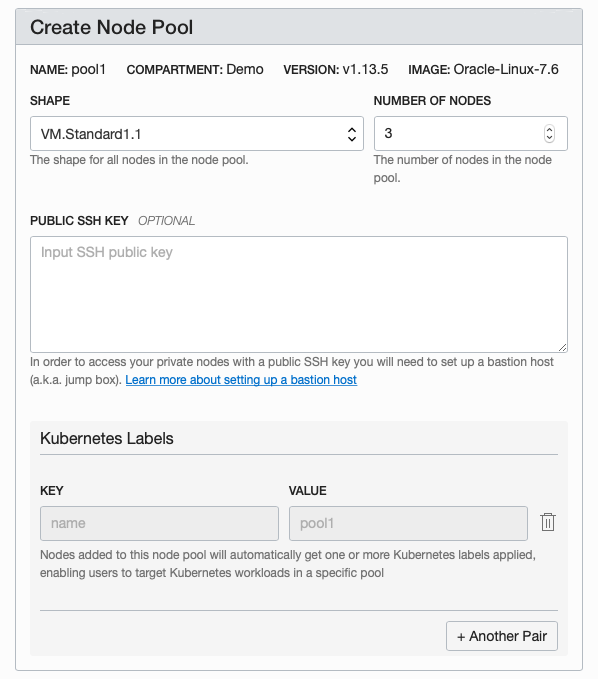 Create Node Pool
NAME: pool1 COMPARTMENT: Demo VERSION: v1.13.5 IMAGE: Oracle-Linux-7.6
SHAPE NUMBER OF NODES
VM.Standard1.1 3
The shape for all nodes in the node pool. The number of nodes in the node
pool.
PUBLIC SSH KEY OPTIONAL
Input SSH public key
In order to access your private nodes with a public SSH key you will need to set up a bastion host
(a.k.a. jump box). Learn more about setting up a bastion host
Kubernetes Labels
KEY VALUE
name pool1
Nodes added to this node pool will automatically get one or more Kubernetes labels applied,
enabling users to target Kubernetes workloads in a specific pool
+ Another Pair